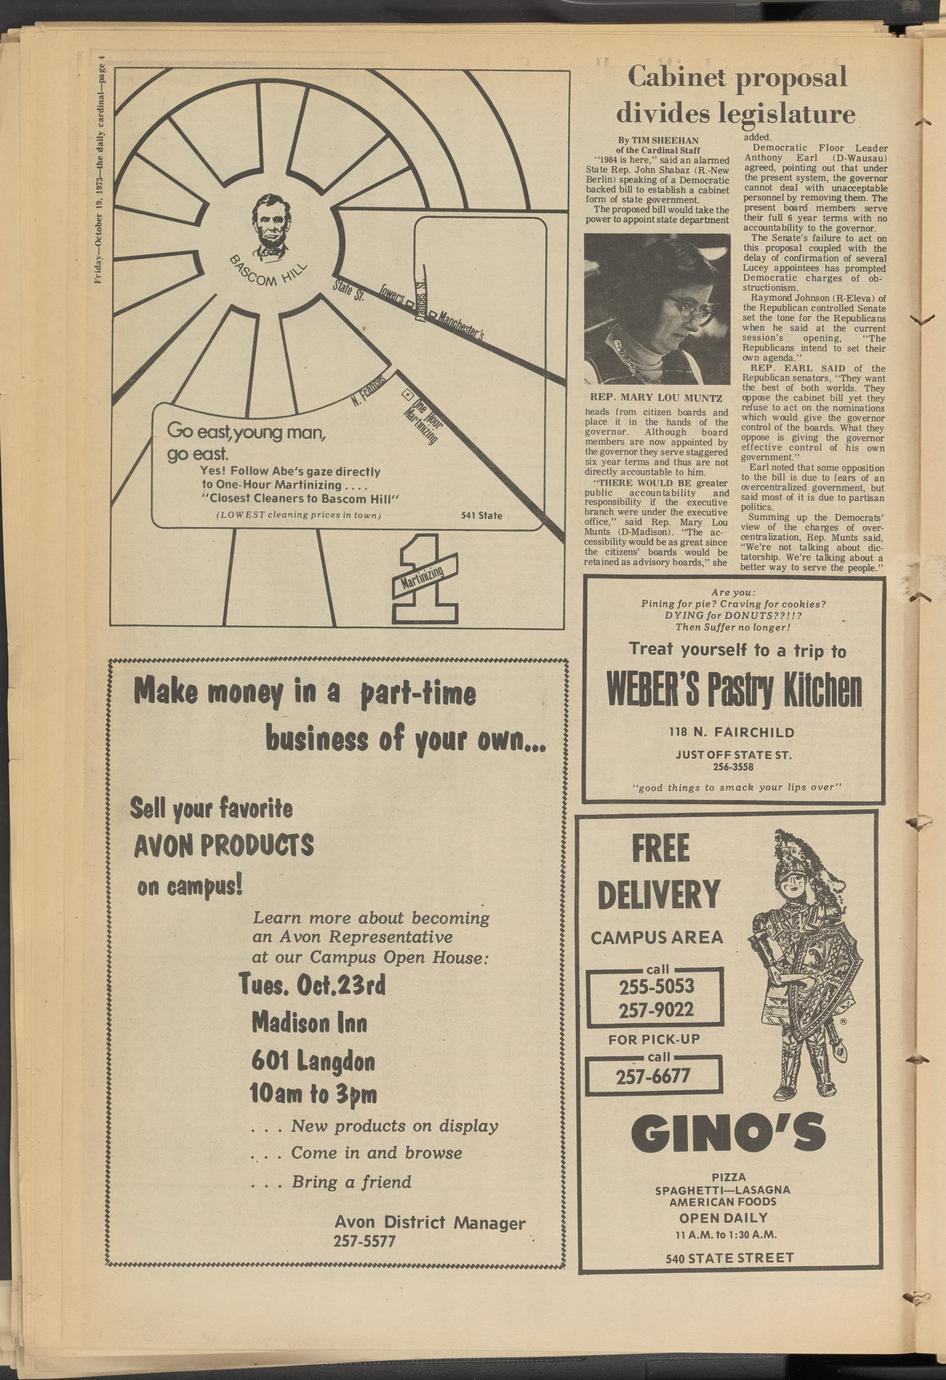 Friday—October 19, 1973—the daily cardinal—page 4
BASCOM HILL
State St.
Towers
Frances St.
Manchester's
N. Frances
One Hour
Martinizing
Go east, young man,
go east.
Yes! Follow Abe's gaze directly
to One-Hour Martinizing . . . .
"Closest Cleaners to Bascom Hill"
(LOWEST cleaning prices in town)
541 State
1
Martinizing
Cabinet proposal
divides legislature
By TIM SHEEHAN
of the Cardinal Staff
"1984 is here," said an alarmed
State Rep. John Shabaz (R.-New
Berlin) speaking of a Democratic
backed bill to establish a cabinet
form of state government.
The proposed bill would take the
power to appoint state department
REP. MARY LOU MUNTZ
heads from citizen boards and
place it in the hands of the
governor. Although board
members are now appointed by
the governor they serve staggered
six year terms and thus are not
directly accountable to him.
"THERE WOULD BE greater
public accountability and
responsibility if the executive
branch were under the executive
office," said Rep. Mary Lou
Munts (D-Madison). "The ac-
cessibility would be as great since
the citizens' boards would be
retained as advisory boards," she
added.
Democratic Floor Leader
Anthony Earl (D-Wausau)
agreed, pointing out that under
the present system, the governor
cannot deal with unacceptable
personnel by removing them. The
present board members serve
their full 6 year terms with no
accountability to the governor.
The Senate's failure to act on
this proposal coupled with the
delay of confirmation of several
Lucey appointees has prompted
Democratic charges of ob-
structionism.
Raymond Johnson (R-Eleva) of
the Republican controlled Senate
set the tone for the Republicans
when he said at the current
session's opening, "The
Republicans intend to set their
own agenda."
REP. EARL SAID of the
Republican senators, "They want
the best of both worlds. They
oppose the cabinet bill yet they
refuse to act on the nominations
which would give the governor
control of the boards. What they
oppose is giving the governor
effective control of his own
government."
Earl noted that some opposition
to the bill is due to fears of an
overcentralized government, but
said most of it is due to partisan
politics.
Summing up the Democrats'
view of the charges of over-
centralization, Rep. Munts said,
"We're not talking about dic-
tatorship. We're talking about a
better way to serve the people."
Are you:
Pining for pie? Craving for cookies?
DYING for DONUTS??!!?
Then Suffer no longer!
Treat yourself to a trip to
WEBER'S Pastry Kitchen
118 N. FAIRCHILD
JUST OFF STATE ST.
256-3558
"good things to smack your lips over"
Make money in a part-time
business of your own...
Sell your favorite
AVON PRODUCTS
on campus!
Learn more about becoming
an Avon Representative
at our Campus Open House:
Tues. Oct.23rd
Madison Inn
601 Langdon
10am to 3pm
. . . New products on display
. . . Come in and browse
. . . Bring a friend
Avon District Manager
257-5577
FREE
DELIVERY
CAMPUS AREA
call
255-5053
257-9022
FOR PICK-UP
call
257-6677
®
GINO'S
PIZZA
SPAGHETTI—LASAGNA
AMERICAN FOODS
OPEN DAILY
11 A.M. to 1:30 A.M.
540 STATE STREET